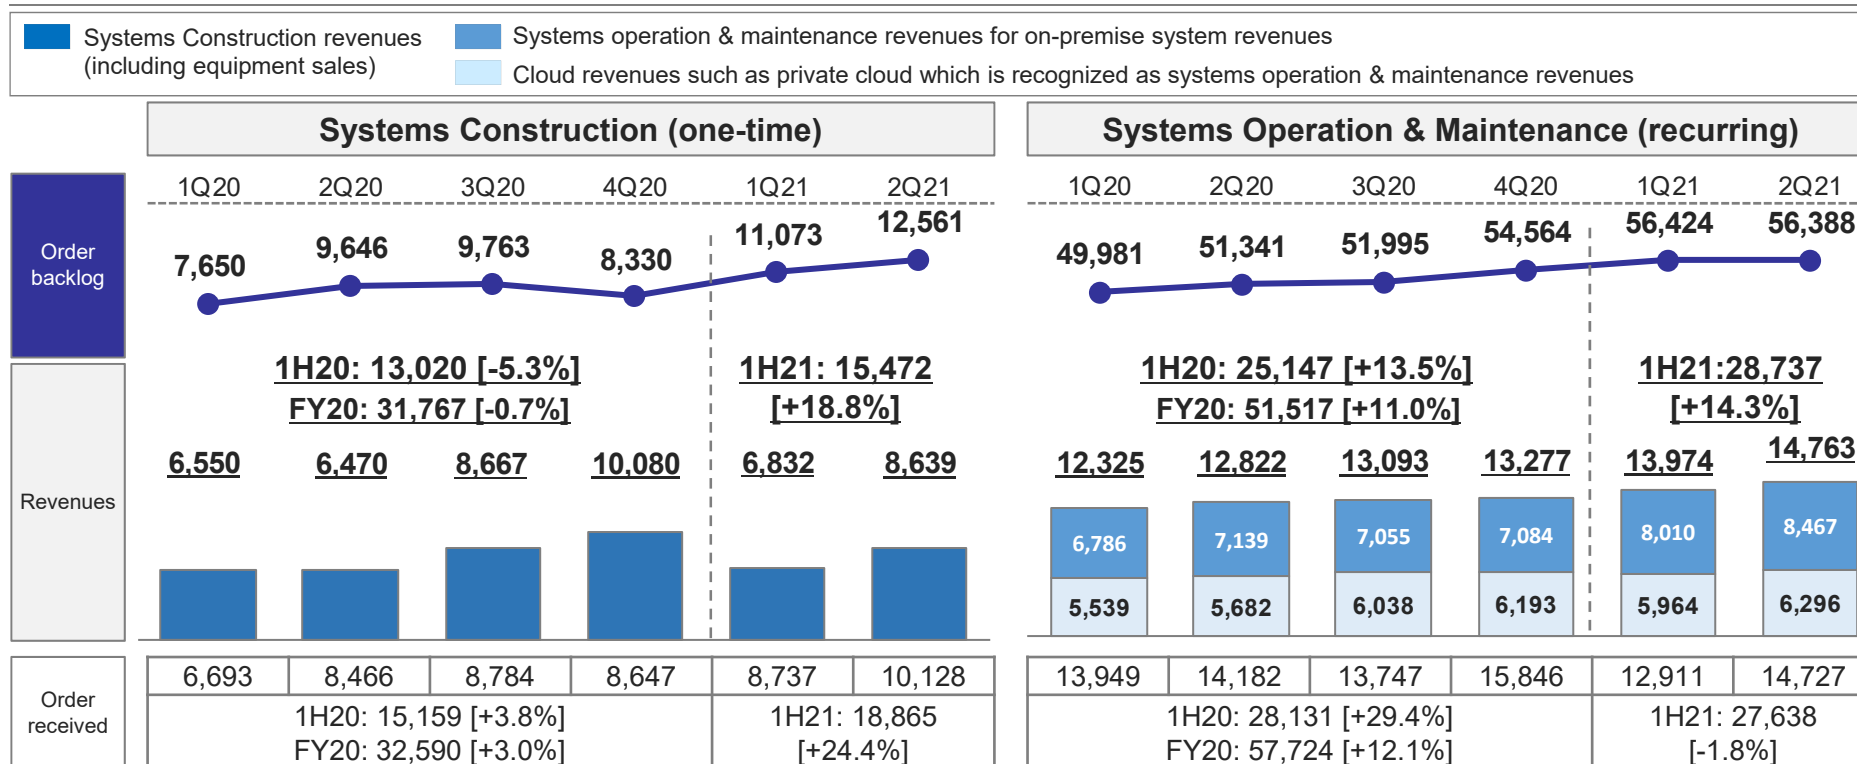 Systems Construction revenues
(including equipment sales)
Systems operation & maintenance revenues for on-premise system revenues
Cloud revenues such as private cloud which is recognized as systems operation & maintenance revenues
Systems Construction (one-time)
Systems Operation & Maintenance (recurring)
Order
backlog
1Q20 2Q20 3Q20 4Q20 1Q21 2Q21
7,650 9,646 9,763 8,330 11,073 12,561
1Q20 2Q20 3Q20 4Q20 1Q21 2Q21
49,981 51,341 51,995 54,564 56,424 56,388
Revenues
1H20: 13,020 [-5.3%]
FY20: 31,767 [-0.7%]
1H21: 15,472
[+18.8%]
6,550 6,470 8,667 10,080 6,832 8,639
1H20: 25,147 [+13.5%]
FY20: 51,517 [+11.0%]
1H21:28,737
[+14.3%]
12,325 12,822 13,093 13,277 13,974 14,763
6,786 7,139 7,055 7,084 8,010 8,467
5,539 5,682 6,038 6,193 5,964 6,296
Order
received
6,693 8,466 8,784 8,647 8,737 10,128
1H20: 15,159 [+3.8%]
FY20: 32,590 [+3.0%]
1H21: 18,865
[+24.4%]
13,949 14,182 13,747 15,846 12,911 14,727
1H20: 28,131 [+29.4%]
FY20: 57,724 [+12.1%]
1H21: 27,638
[-1.8%]